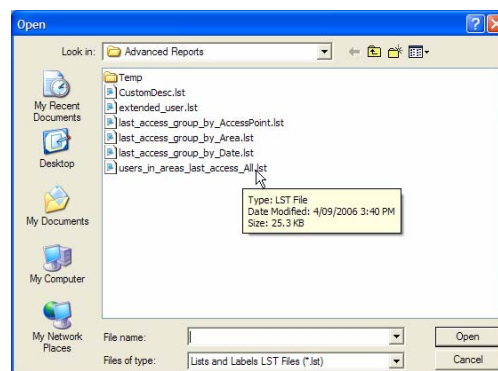 Open
Look in:
Advanced Reports
My Recent
Documents
Desktop
My Documents
My Computer
My Network
Places
Temp
CustomDesc.lst
extended_user.lst
last_access_group_by_AccessPoint.lst
last_access_group_by_Area.lst
last_access_group_by_Date.lst
users_in_areas_last_access_All.lst
Type: LST File
Date Modified: 4/09/2006 3:40 PM
Size: 25.3 KB
File name:
Open
Files of type:
Lists and Labels LST Files (*.lst)
Cancel